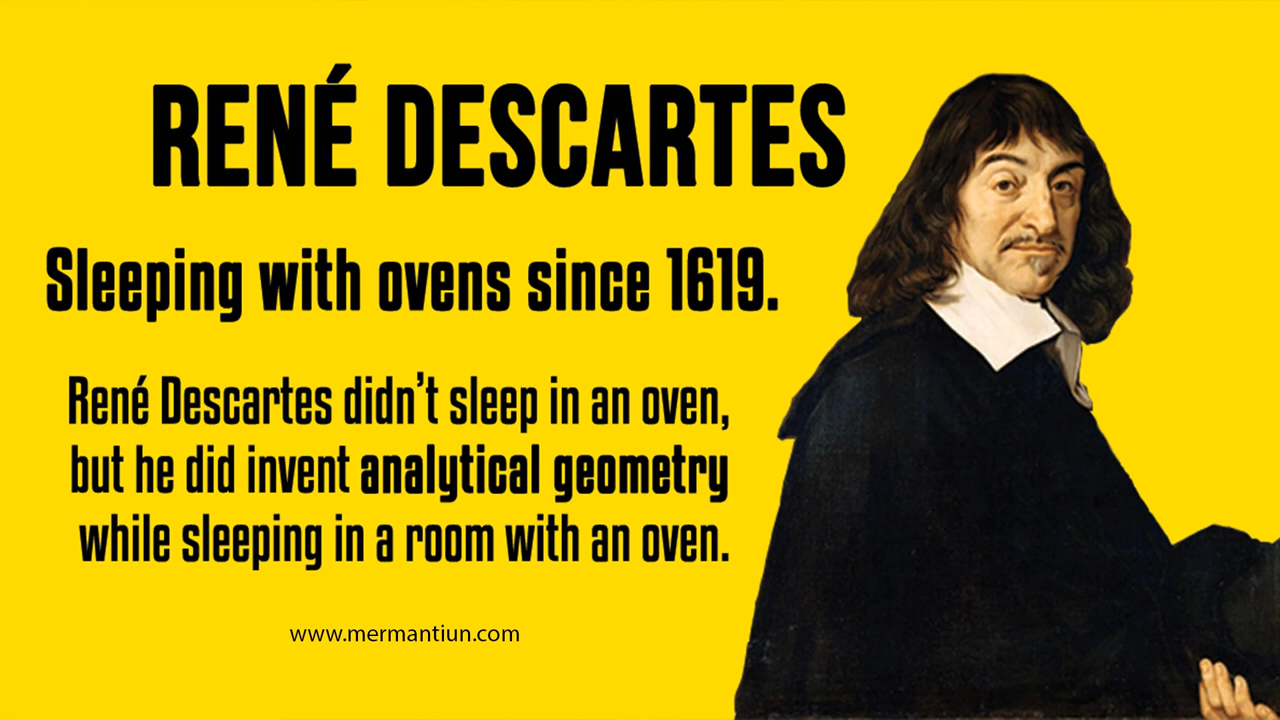 RENÉ DESCARTES
Sleeping with ovens since 1619.
René Descartes didn't sleep in an oven,
but he did invent analytical geometry
while sleeping in a room with an oven.
www.mermantiun.com